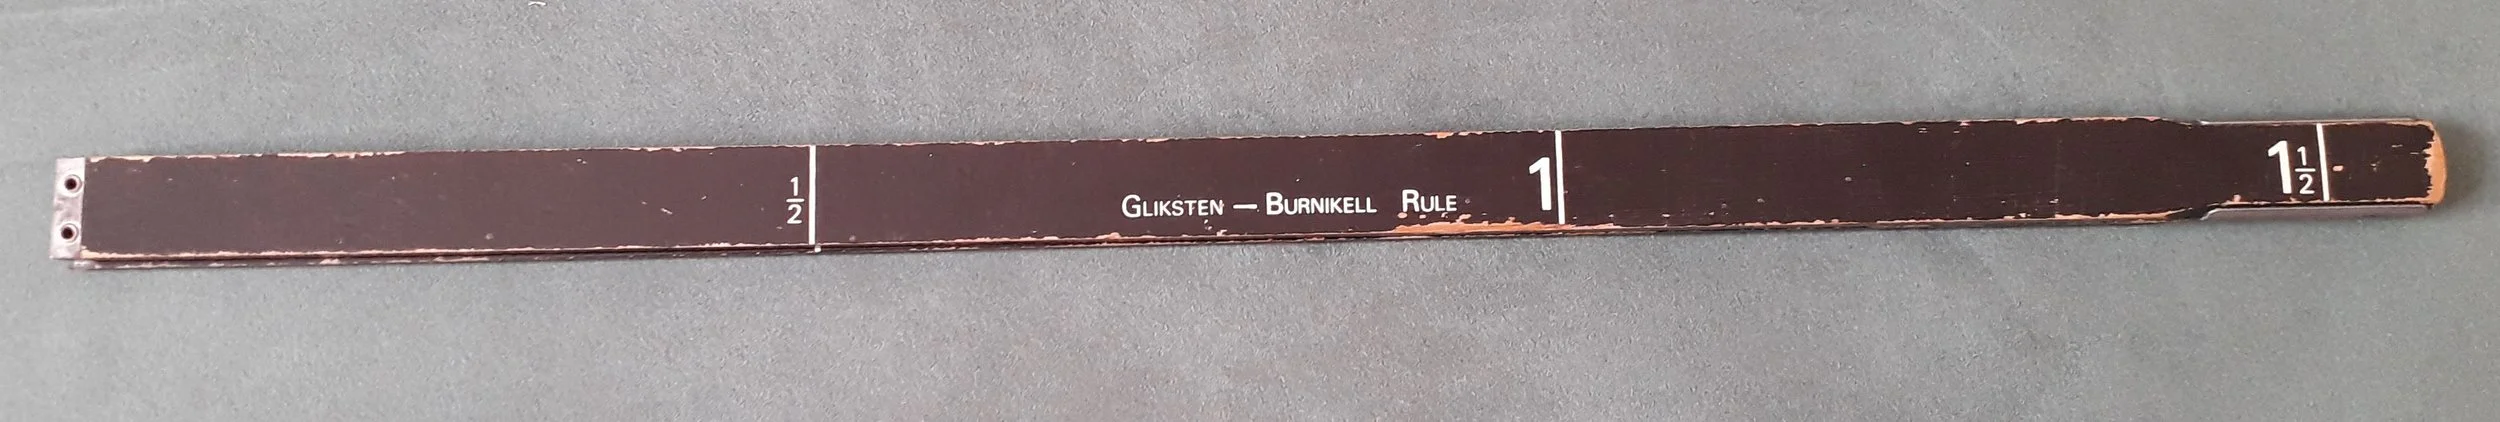 1/2
GLIKSTEN — BURNIKELL RULE
1
1 1/2